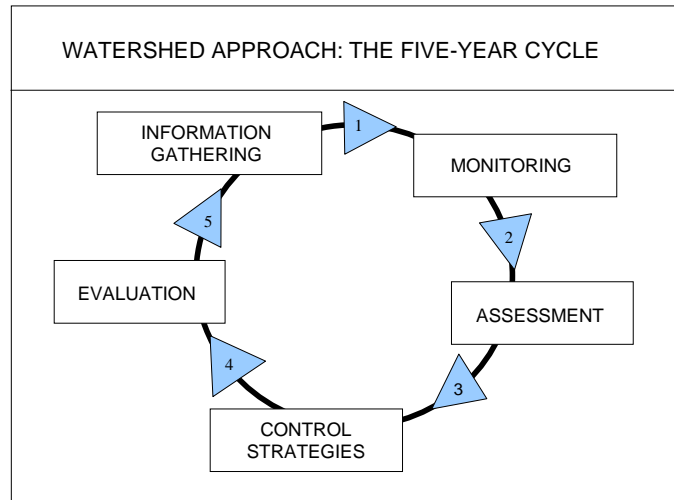 WATERSHED APPROACH: THE FIVE-YEAR CYCLE
INFORMATION
GATHERING
1
MONITORING
2
ASSESSMENT
3
CONTROL
STRATEGIES
4
EVALUATION
5